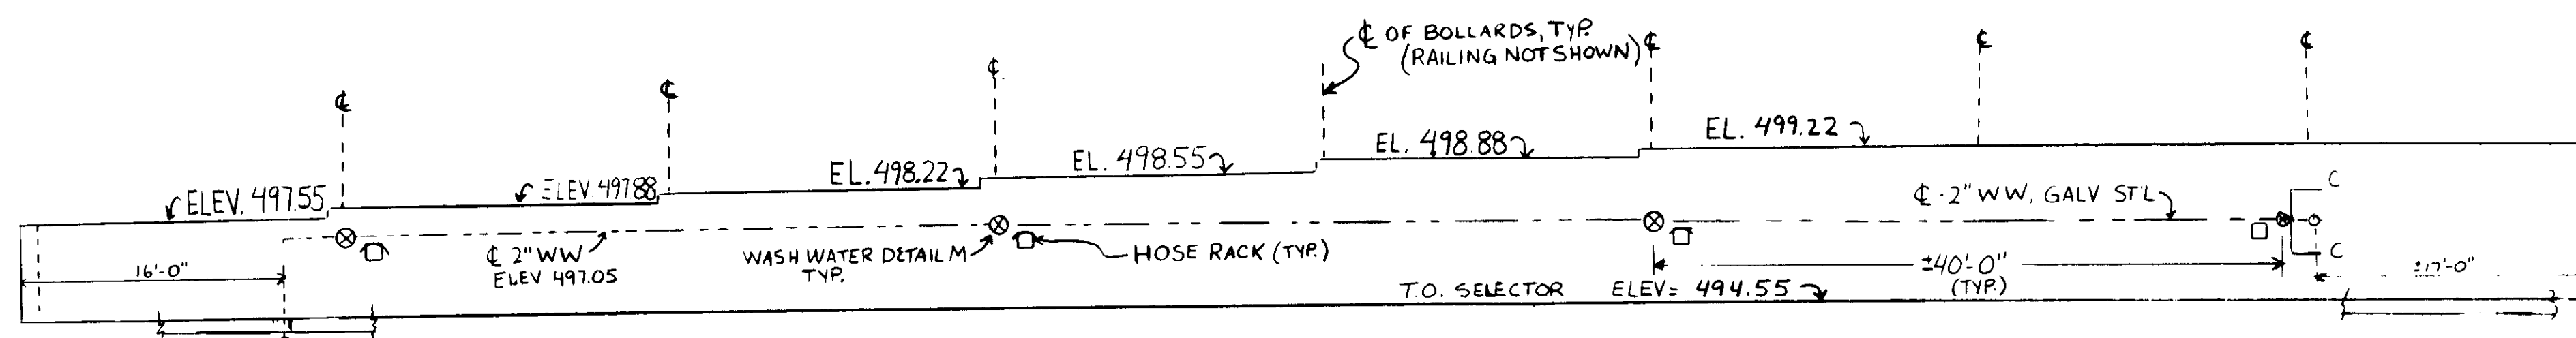 ℄ OF BOLLARDS, TYP.
(RAILING NOT SHOWN)
℄
℄
℄
℄
℄
℄
EL. 499.22
EL. 498.88
EL. 498.55
EL. 498.22
ELEV. 497.88
ELEV. 497.55
℄ 2" WW, GALV ST'L
C
C
16'-0"
℄ 2" WW
ELEV 497.05
WASH WATER DETAIL M
TYP.
HOSE RACK (TYP.)
±40'-0"
(TYP.)
±17'-0"
T.O. SELECTOR ELEV= 494.55